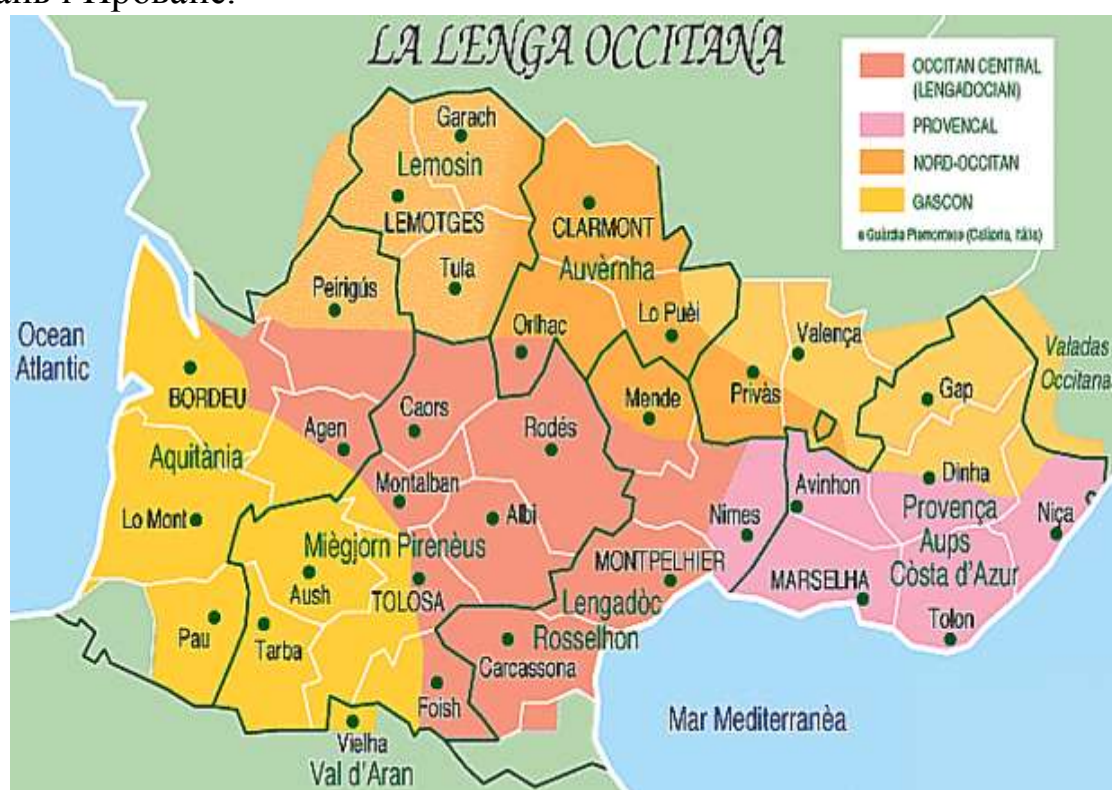 і Прованс.
LA LENGA OCCITANA
OCCITAN CENTRAL
(LENGADOCIAN)
PROVENÇAL
NORD-OCCITAN
GASCON
Garach
Lemosin
LEMOTGES
CLARMONT
Tula
Auvèrnha
Peirigús
Lo Puèi
Orlhac
Valença
Ocean
Atlantic
Valadas
Occitana
BORDEU
Caors
Mende
Privàs
Gap
Agen
Rodés
Aquitània
Montalban
Avinhon
Dinha
Lo Mont
Albi
Nimes
Provença
Niça
Miègjorn Pirenèus
Aups
MONTPELHIER
Còsta d'Azur
Aush
TOLOSA
MARSELHA
Lengadòc
Pau
Tarba
Rosselhon
Tolon
Carcassona
Foish
Mar Mediterranèa
Vielha
Val d'Aran